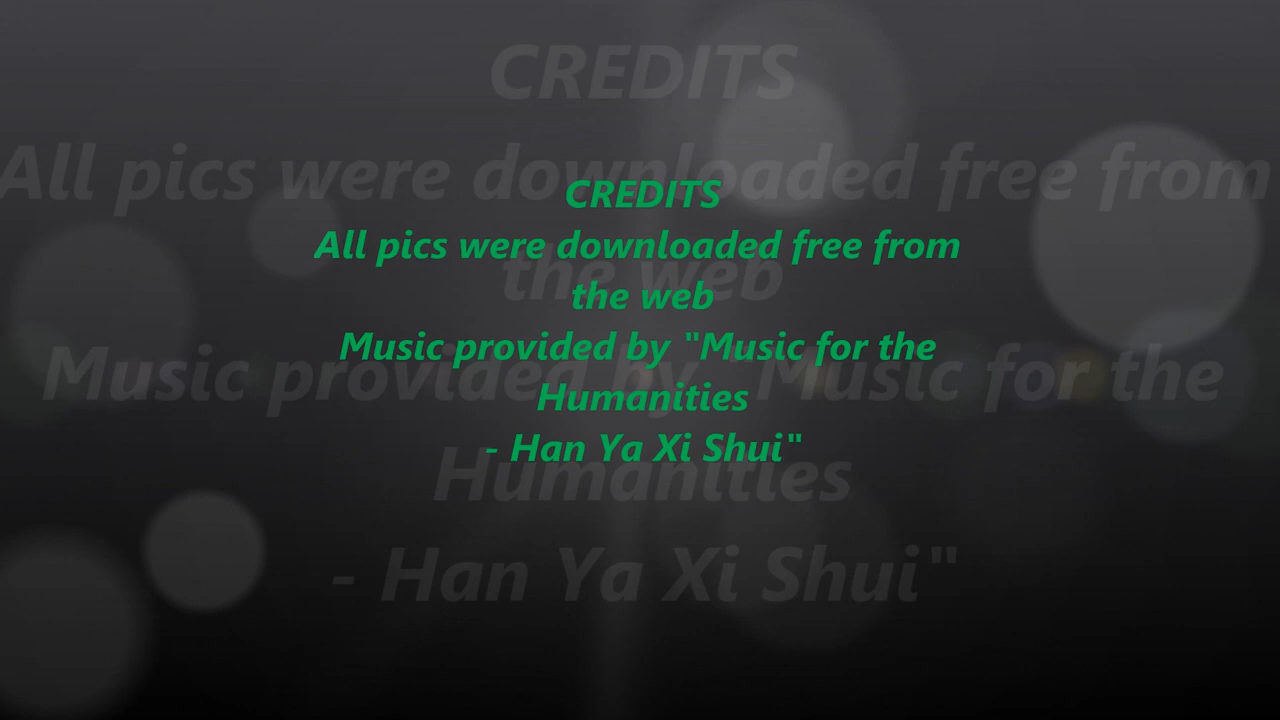 CREDITS
All pics were downloaded free from
the web
Music provided by "Music for the
Humanities
- Han Ya Xi Shui"